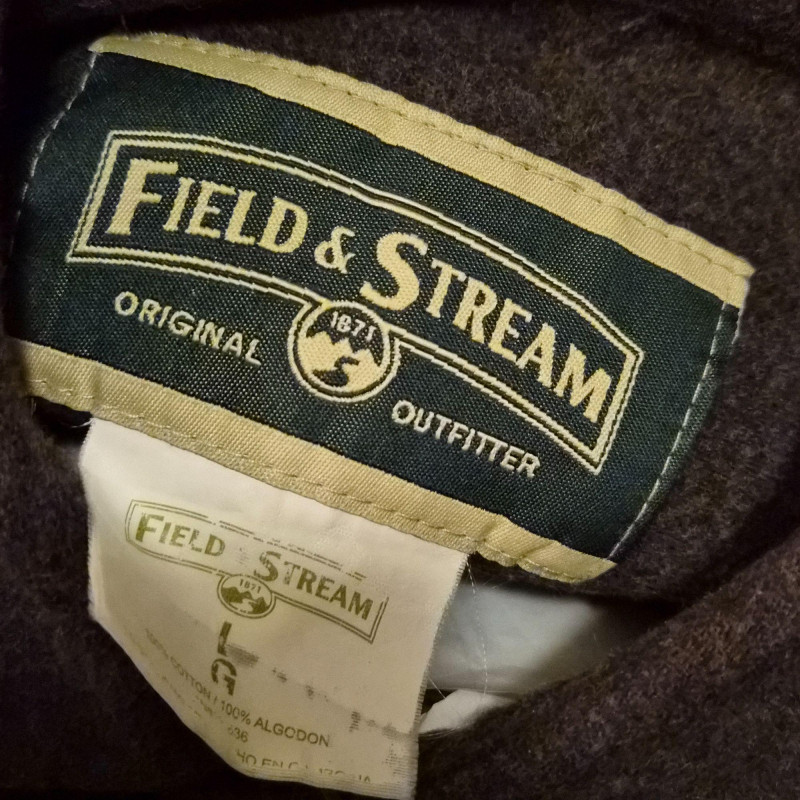 FIELD & STREAM
ORIGINAL 1871 OUTFITTER
S
FIELD STREAM
1871
L
G
100% COTTON / 100% ALGODON